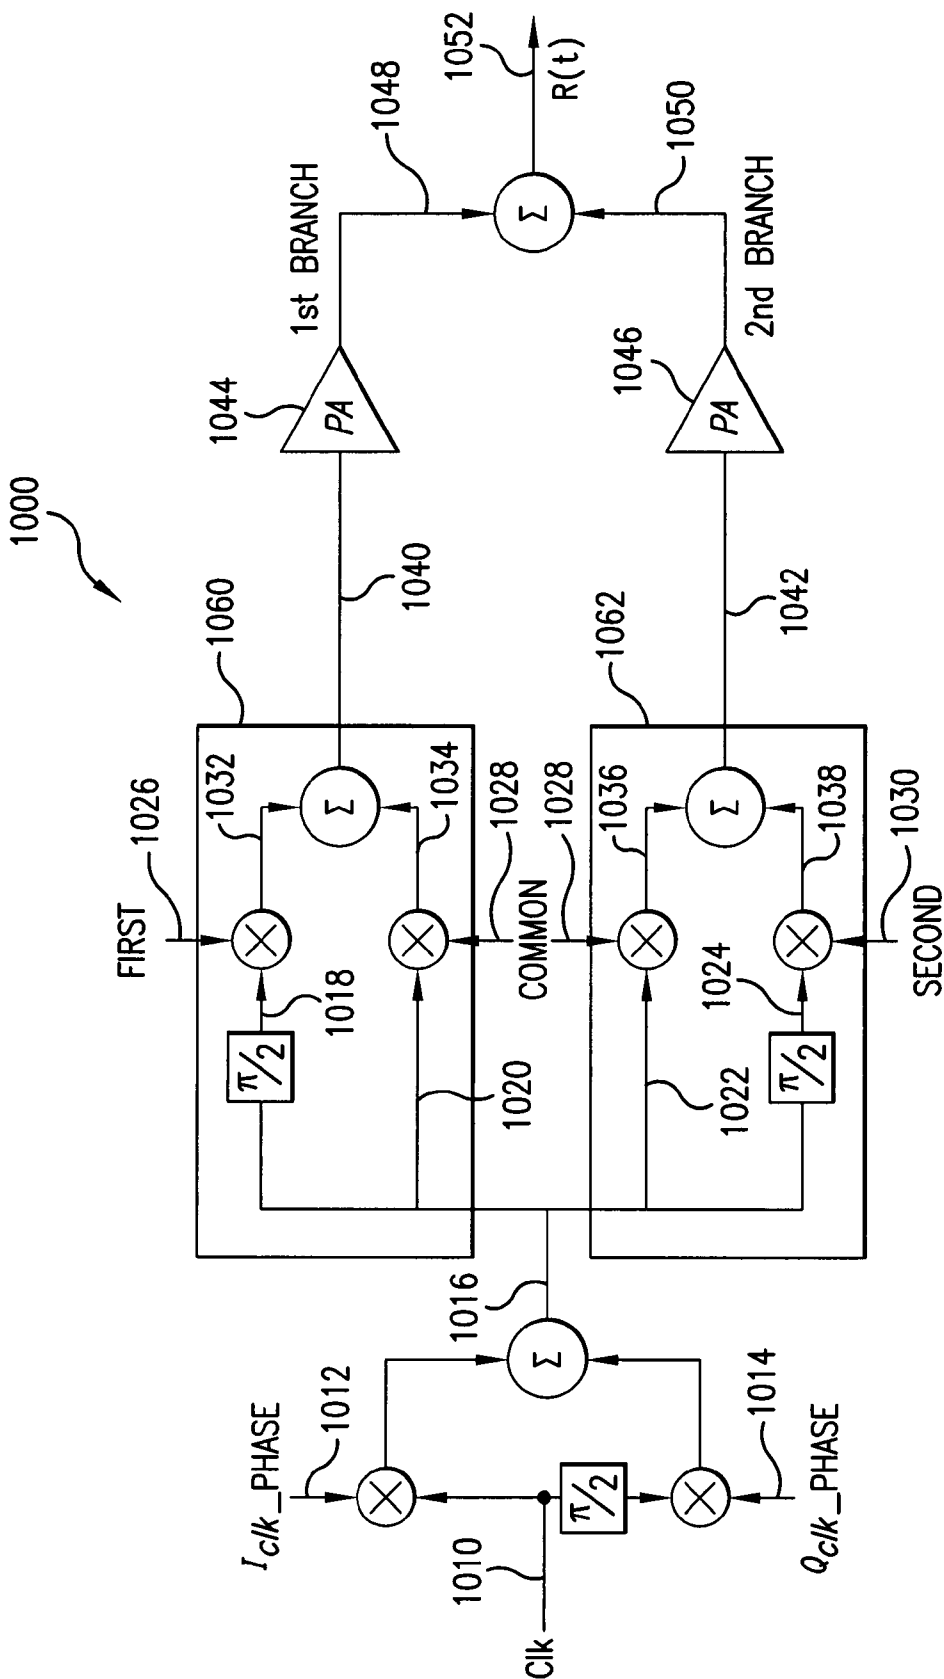 1000
Clk
1010
I clk_PHASE
1012
π/2
Q clk_PHASE
1014
Σ
1016
FIRST
1026
1060
π/2
1018
1020
1032
1034
Σ
COMMON
1028
1028
1062
1022
π/2
1024
1036
1038
Σ
SECOND
1030
1040
1042
1044
PA
1st BRANCH
1046
PA
2nd BRANCH
1048
1050
Σ
1052
R(t)